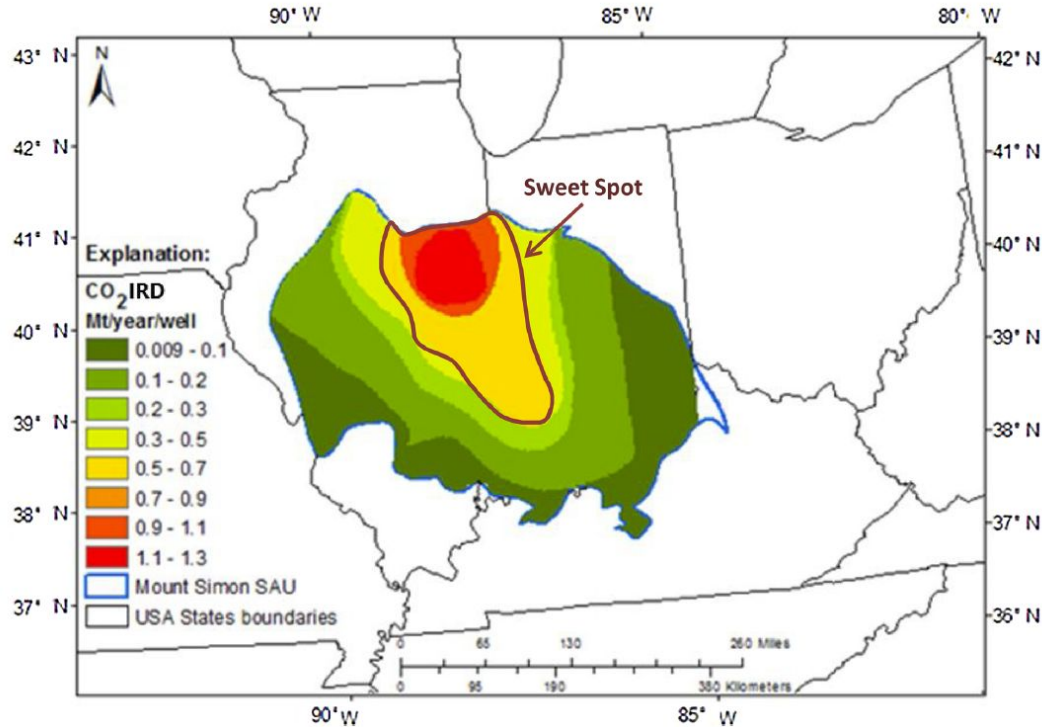 90° W
85° W
80° W
43° N
42° N
N
42° N
41° N
Sweet Spot
41° N
40° N
Explanation:
CO2IRD
Mt/year/well
40° N
39° N
0.009 - 0.1
0.1 - 0.2
0.2 - 0.3
39° N
38° N
0.3 - 0.5
0.5 - 0.7
0.7 - 0.9
38° N
37° N
0.9 - 1.1
1.1 - 1.3
Mount Simon SAU
37° N
36° N
USA States boundaries
0 65 130 260 Miles
0 95 190 380 Kilometers
90° W
85° W